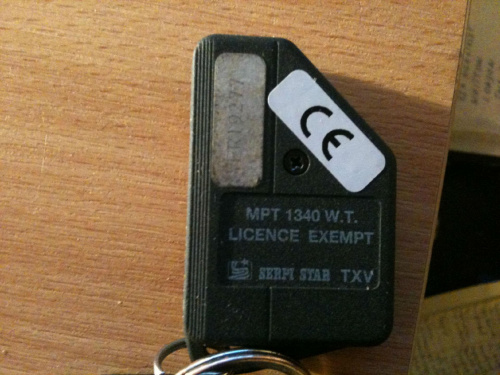 CE
MPT 1340 W.T.
LICENCE EXEMPT
SERPI STAR TXV